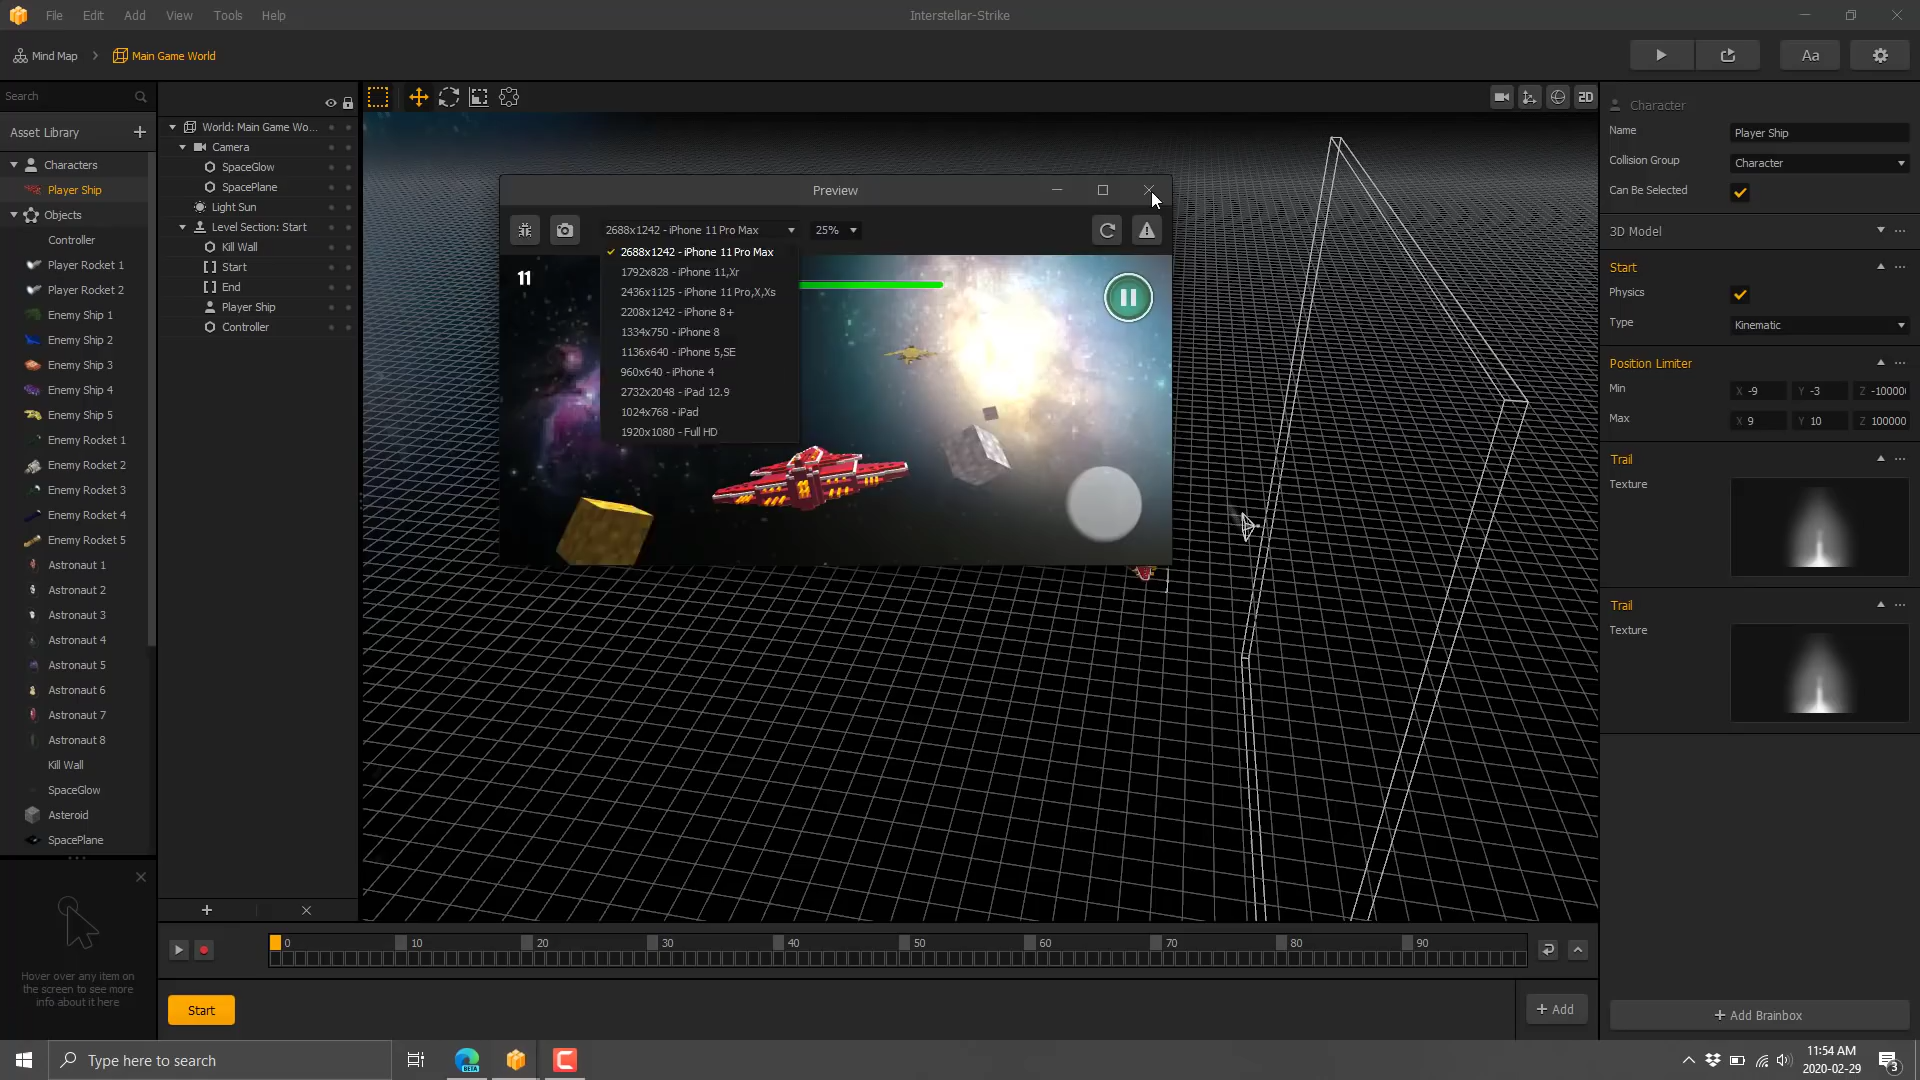 File Edit Add View Tools Help
Interstellar-Strike
Mind Map
Main Game World
Aa
Search
Asset Library
Characters
Player Ship
Objects
Controller
Player Rocket 1
Player Rocket 2
Enemy Ship 1
Enemy Ship 2
Enemy Ship 3
Enemy Ship 4
Enemy Ship 5
Enemy Rocket 1
Enemy Rocket 2
Enemy Rocket 3
Enemy Rocket 4
Enemy Rocket 5
Astronaut 1
Astronaut 2
Astronaut 3
Astronaut 4
Astronaut 5
Astronaut 6
Astronaut 7
Astronaut 8
Kill Wall
SpaceGlow
Asteroid
SpacePlane
Hover over any item on
the screen to see more
info about it here
World: Main Game Wo...
Camera
SpaceGlow
SpacePlane
Light Sun
Level Section: Start
Kill Wall
Start
End
Player Ship
Controller
2D
Preview
2688x1242 - iPhone 11 Pro Max
25%
2688x1242 - iPhone 11 Pro Max
1792x828 - iPhone 11,Xr
2436x1125 - iPhone 11 Pro,X,Xs
2208x1242 - iPhone 8+
1334x750 - iPhone 8
1136x640 - iPhone 5,SE
960x640 - iPhone 4
2732x2048 - iPad 12.9
1024x768 - iPad
1920x1080 - Full HD
11
Character
Name Player Ship
Collision Group Character
Can Be Selected
3D Model
Start
Physics
Type Kinematic
Position Limiter
Min X -9 Y -3 Z -10000
Max X 9 Y 10 Z 100000
Trail
Texture
Trail
Texture
+ Add Brainbox
0 10 20 30 40 50 60 70 80 90
Start
+ Add
Type here to search
BETA
11:54 AM
2020-02-29
3